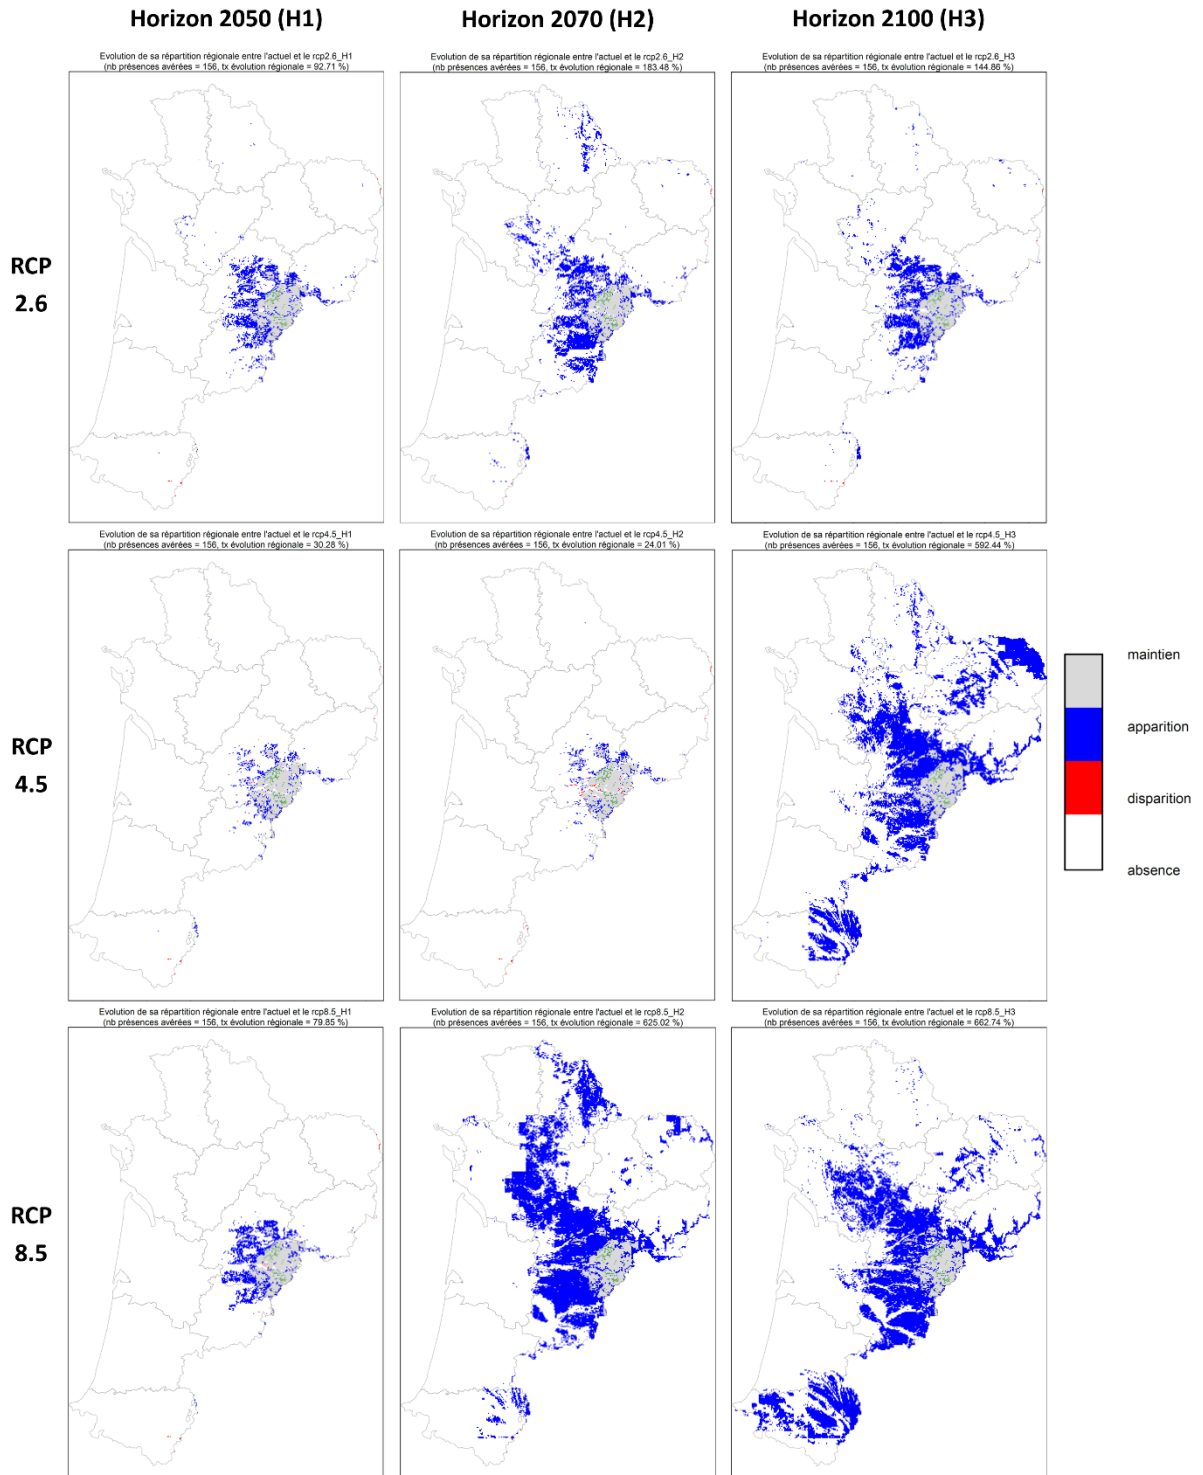 Horizon 2050 (H1)
Horizon 2070 (H2)
Horizon 2100 (H3)
Evolution de sa répartition régionale entre l'actuel et le rcp2.6_H1
(nb présences avérées = 156, tx évolution régionale = 92.71 %)
Evolution de sa répartition régionale entre l'actuel et le rcp2.6_H2
(nb présences avérées = 156, tx évolution régionale = 183.48 %)
Evolution de sa répartition régionale entre l'actuel et le rcp2.6_H3
(nb présences avérées = 156, tx évolution régionale = 144.86 %)
RCP
2.6
Evolution de sa répartition régionale entre l'actuel et le rcp4.5_H1
(nb présences avérées = 156, tx évolution régionale = 30.28 %)
Evolution de sa répartition régionale entre l'actuel et le rcp4.5_H2
(nb présences avérées = 156, tx évolution régionale = 24.01 %)
Evolution de sa répartition régionale entre l'actuel et le rcp4.5_H3
(nb présences avérées = 156, tx évolution régionale = 592.44 %)
RCP
4.5
maintien
apparition
disparition
absence
Evolution de sa répartition régionale entre l'actuel et le rcp8.5_H1
(nb présences avérées = 156, tx évolution régionale = 79.85 %)
Evolution de sa répartition régionale entre l'actuel et le rcp8.5_H2
(nb présences avérées = 156, tx évolution régionale = 625.02 %)
Evolution de sa répartition régionale entre l'actuel et le rcp8.5_H3
(nb présences avérées = 156, tx évolution régionale = 662.74 %)
RCP
8.5